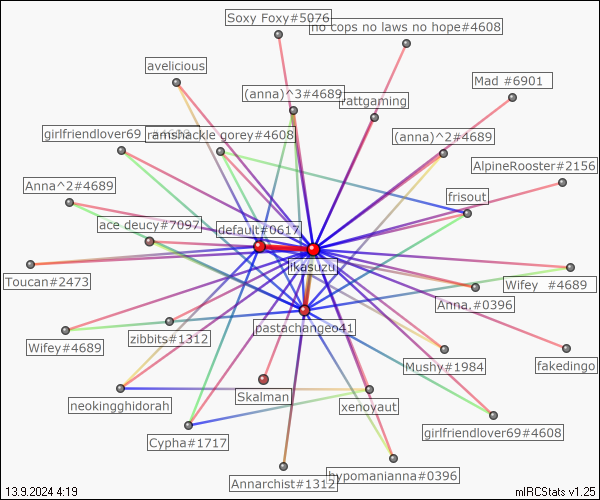 Soxy Foxy#5076
no cops no laws no hope#4608
avelicious
Mad #6901
(anna)^3#4689
rattgaming
girlfriendlover69
ramshackle gorey#4608
(anna)^2#4689
AlpineRooster#2156
Anna^2#4689
frisout
ace deucy#7097
default#0617
likasuzu
Toucan#2473
Wifey #4689
Anna,#0396
pastachangeo41
Wifey#4689
zibbits#1312
Mushy#1984
fakedingo
Skalman
neokingghidorah
xenoyaut
Cypha#1717
girlfriendlover69#4608
Annarchist#1312
hypomanianna#0396
13.9.2024 4:19
mIRCStats v1.25